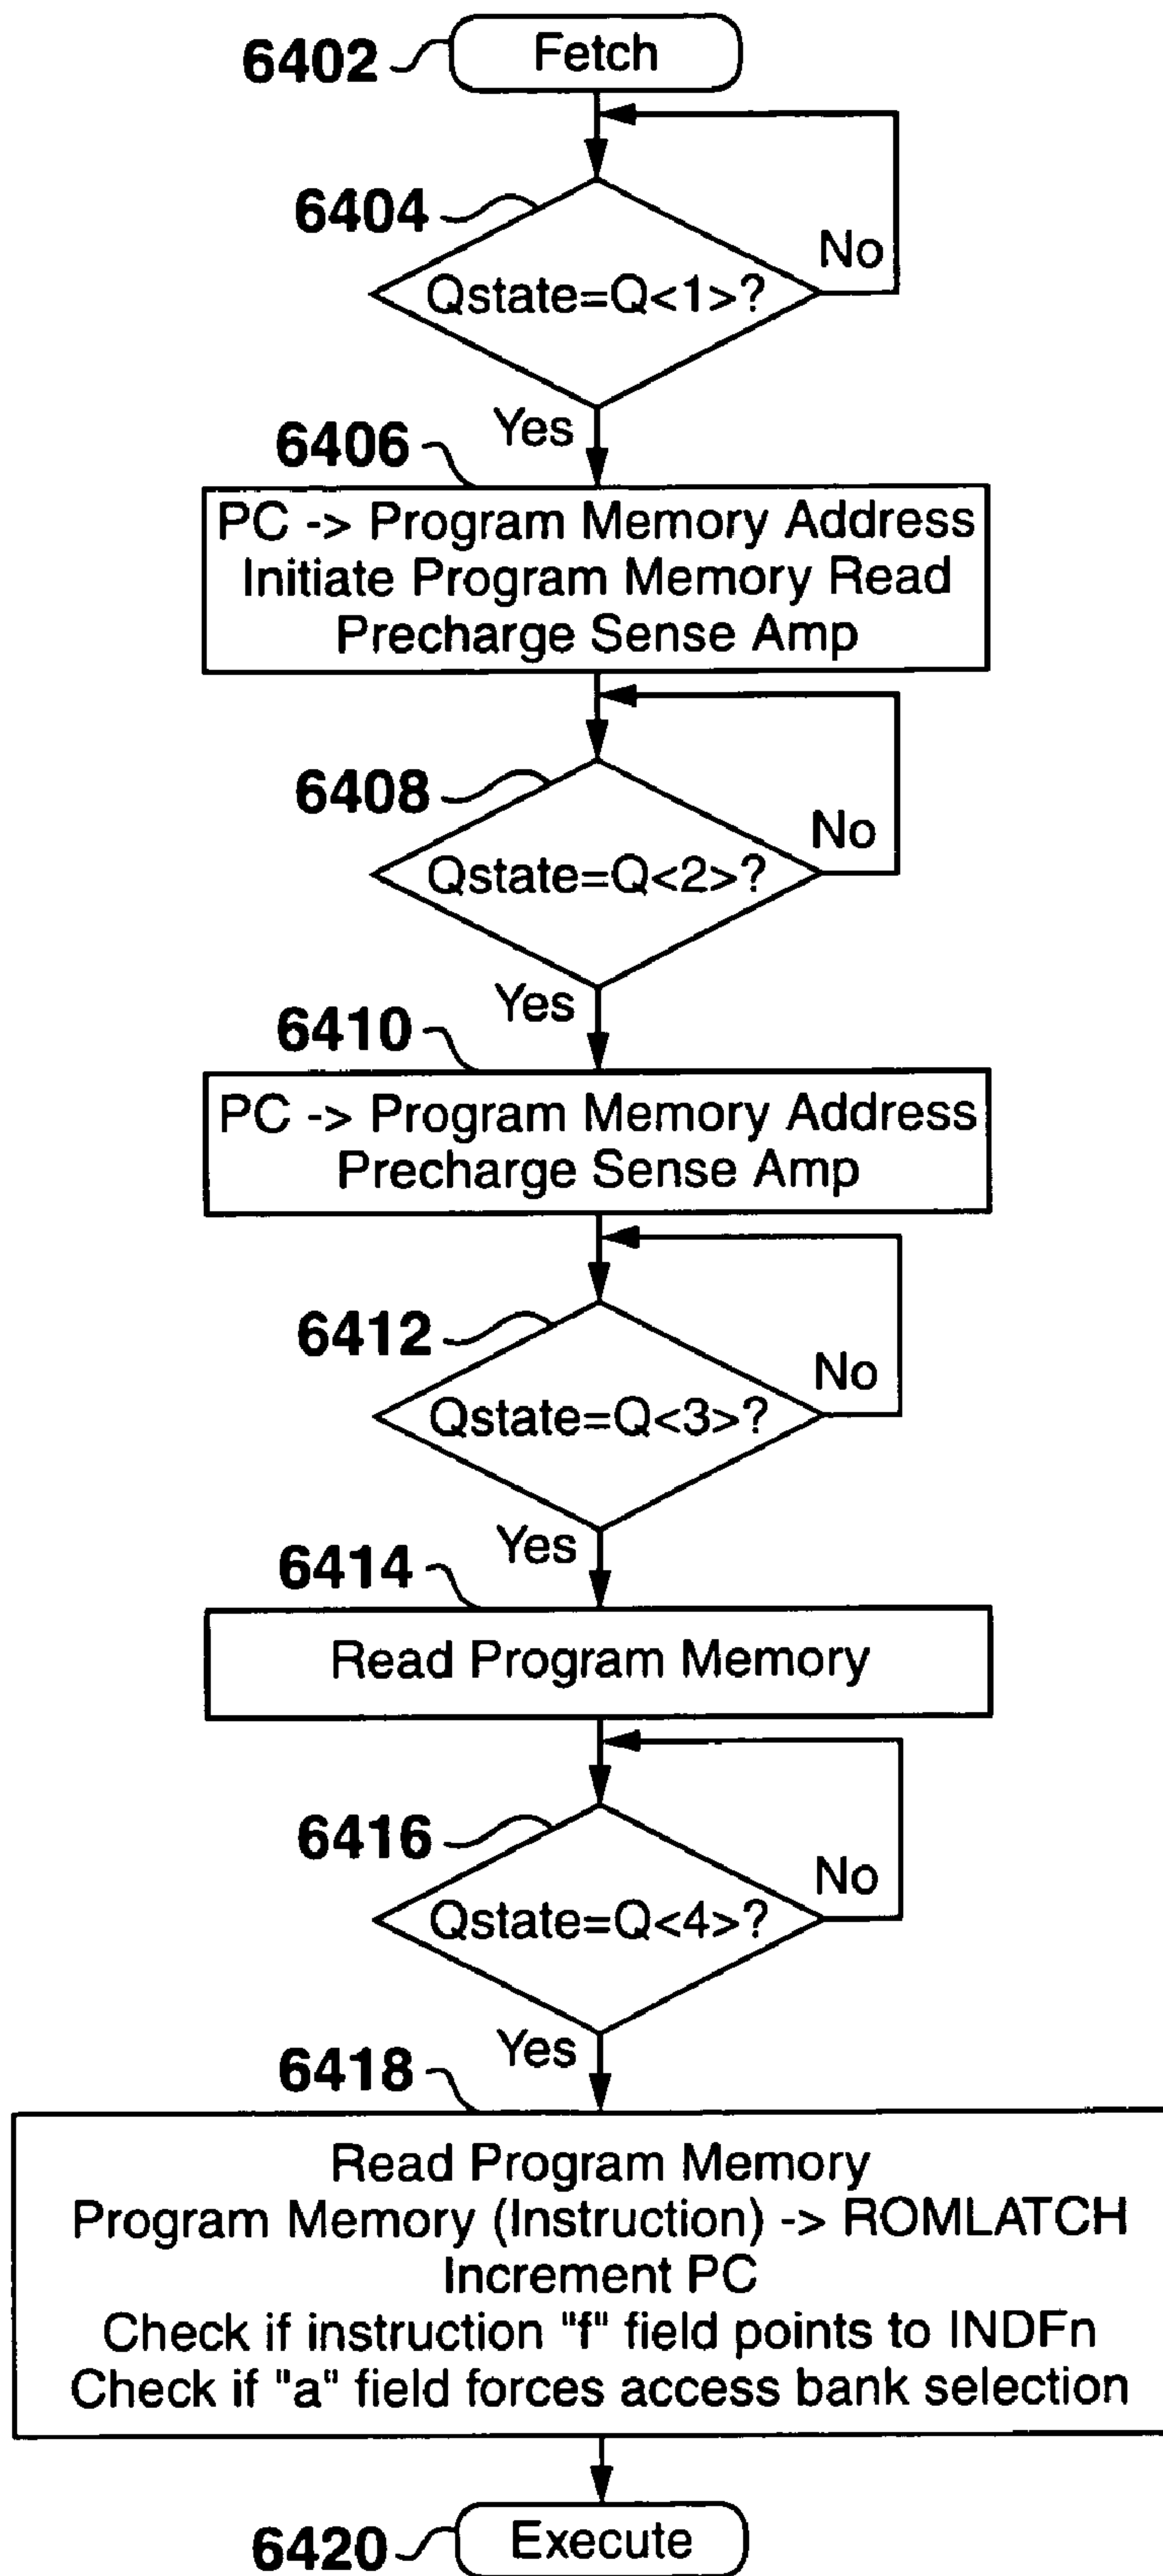 6402 Fetch
6404
No
Qstate=Q<1>?
Yes
6406
PC -> Program Memory Address
Initiate Program Memory Read
Precharge Sense Amp
6408
No
Qstate=Q<2>?
Yes
6410
PC -> Program Memory Address
Precharge Sense Amp
6412
No
Qstate=Q<3>?
Yes
6414
Read Program Memory
6416
No
Qstate=Q<4>?
Yes
6418
Read Program Memory
Program Memory (Instruction) -> ROMLATCH
Increment PC
Check if instruction "f" field points to INDFn
Check if "a" field forces access bank selection
6420 Execute